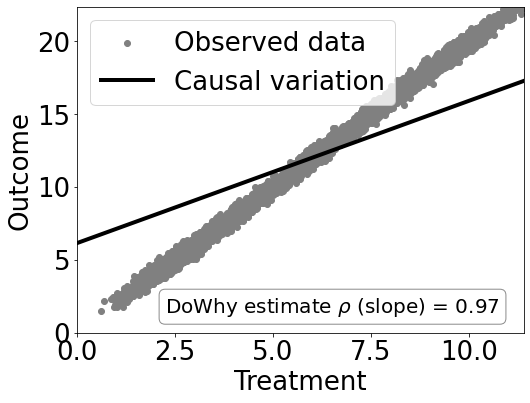 Observed data
Causal variation
Outcome
20
15
10
5
0
DoWhy estimate ρ (slope) = 0.97
0.0 2.5 5.0 7.5 10.0
Treatment